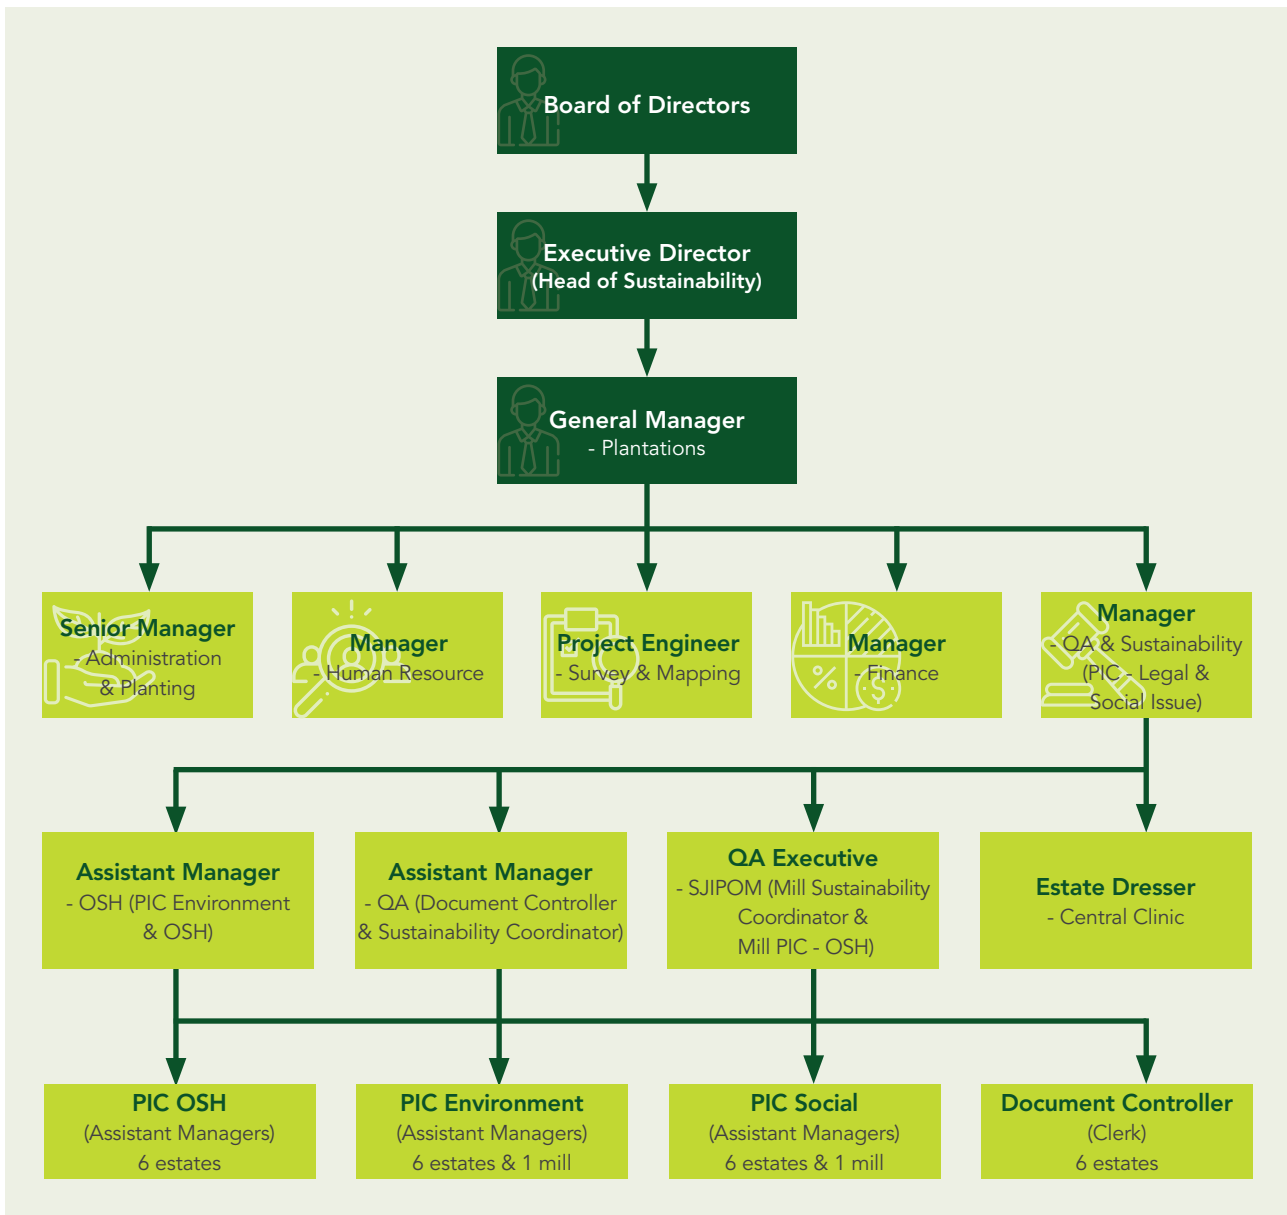 Board of Directors
Executive Director
(Head of Sustainability)
General Manager
- Plantations
Senior Manager
- Administration
& Planting
Manager
- Human Resource
Project Engineer
- Survey & Mapping
Manager
- Finance
Manager
- QA & Sustainability
(PIC - Legal &
Social Issue)
Assistant Manager
- OSH (PIC Environment
& OSH)
Assistant Manager
- QA (Document Controller
& Sustainability Coordinator)
QA Executive
- SJIPOM (Mill Sustainability
Coordinator &
Mill PIC - OSH)
Estate Dresser
- Central Clinic
PIC OSH
(Assistant Managers)
6 estates
PIC Environment
(Assistant Managers)
6 estates & 1 mill
PIC Social
(Assistant Managers)
6 estates & 1 mill
Document Controller
(Clerk)
6 estates